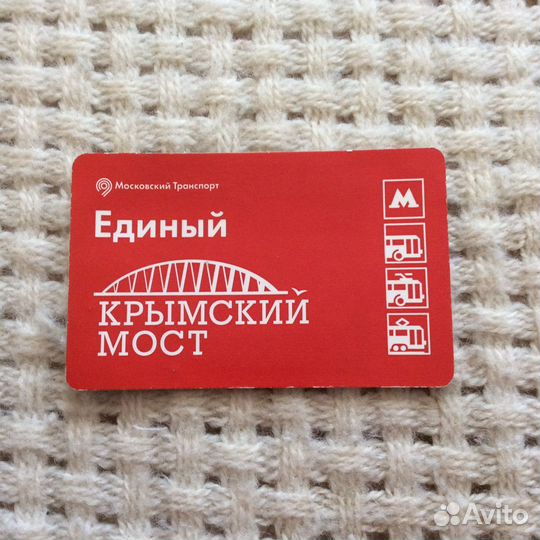 Московский Транспорт
М
Единый
КРЫМСКИЙ
МОСТ
Avito